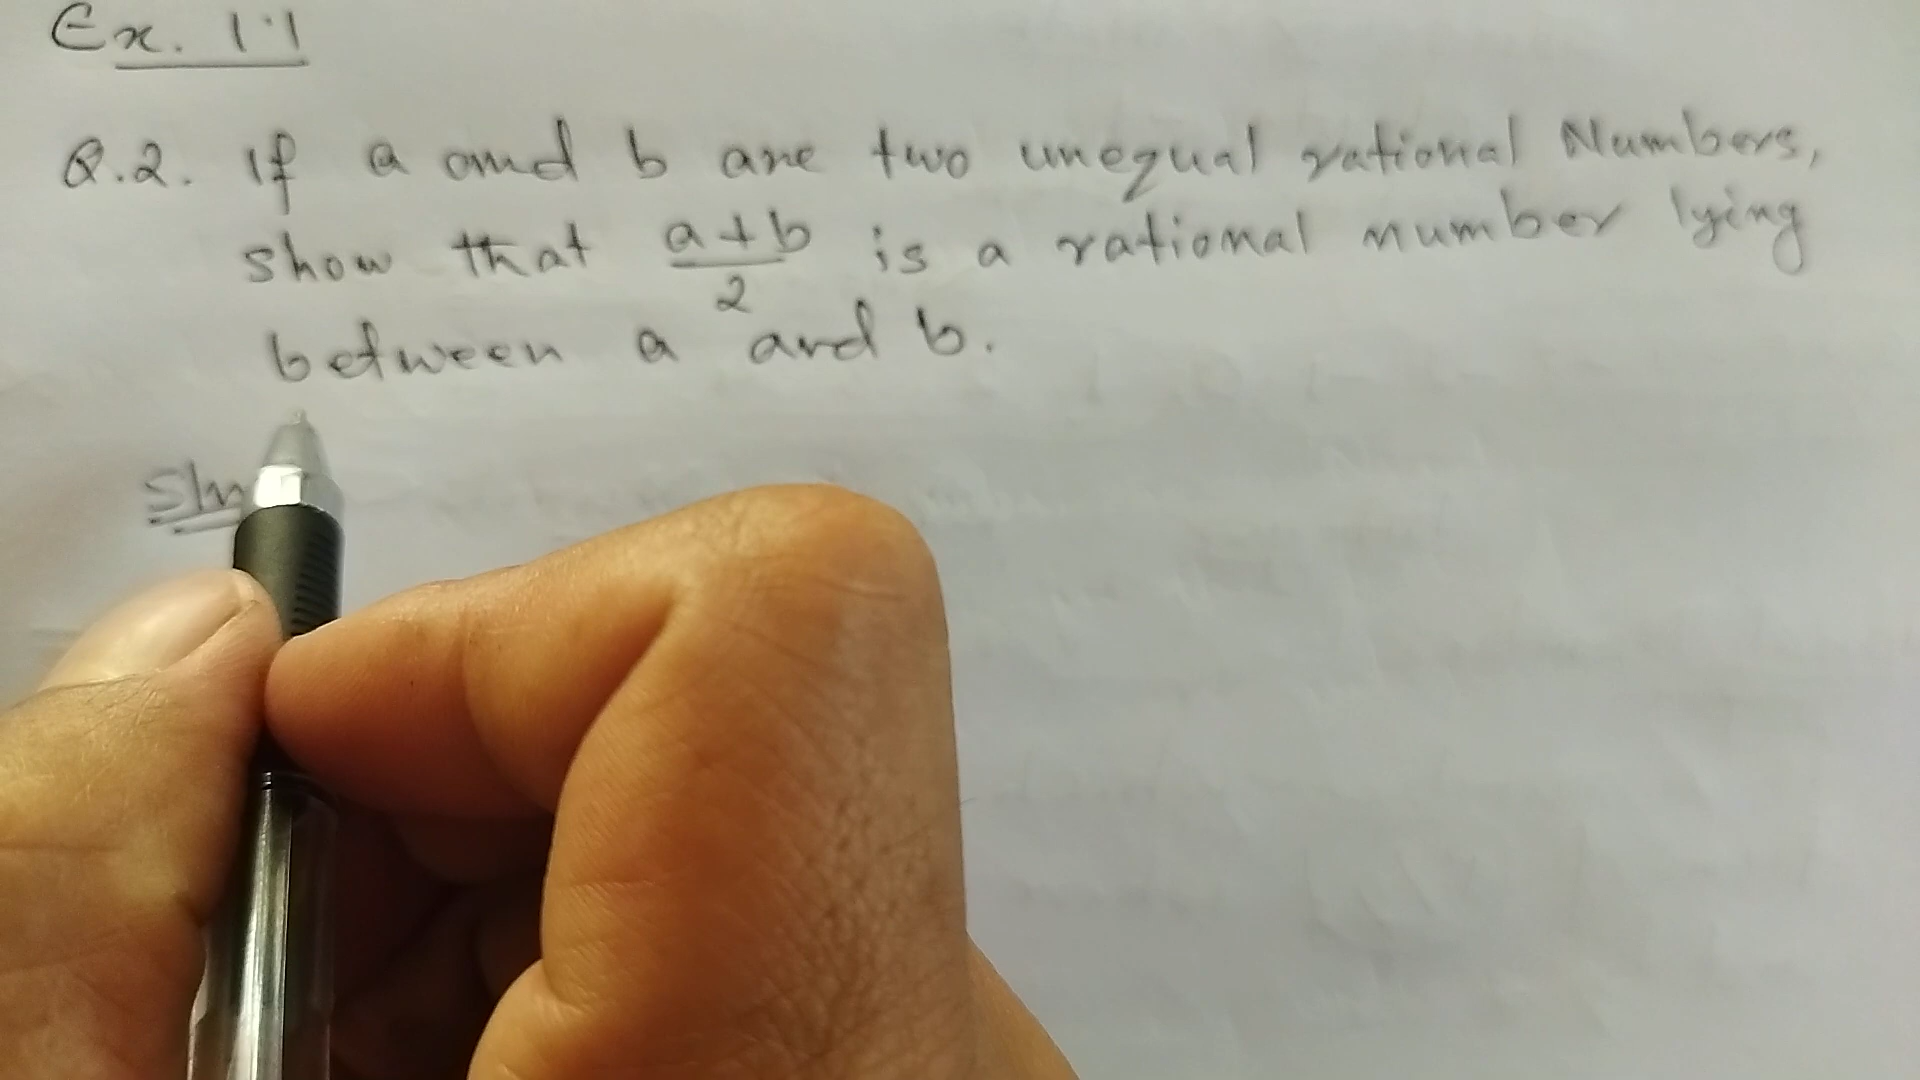 Ex. 1.1
Q.2. If a and b are two unequal rational Numbers,
show that a+b/2 is a rational number lying
between a and b.